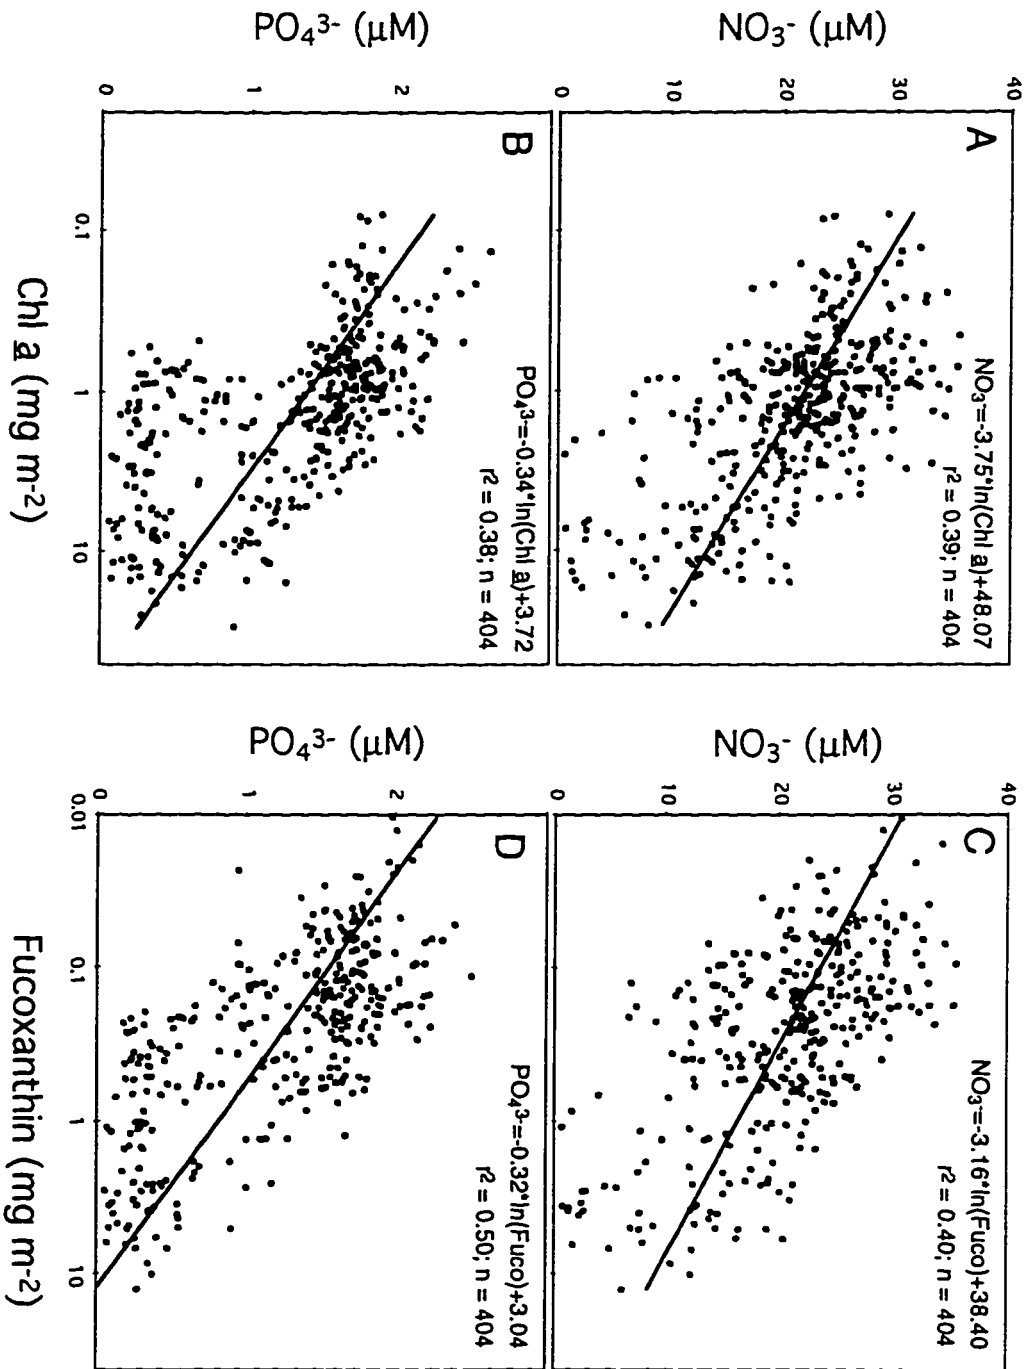 A
NO₃⁻=-3.75*ln(Chl a)+48.07
r² = 0.39; n = 404
NO₃⁻ (μM)
0
10
20
30
40
B
PO₄³⁻=-0.34*ln(Chl a)+3.72
r² = 0.38; n = 404
PO₄³⁻ (μM)
0
1
2
0.1
1
10
Chl a (mg m⁻²)
C
NO₃⁻=-3.16*ln(Fuco)+38.40
r² = 0.40; n = 404
NO₃⁻ (μM)
0
10
20
30
40
D
PO₄³⁻=-0.32*ln(Fuco)+3.04
r² = 0.50; n = 404
PO₄³⁻ (μM)
0
1
2
0.01
0.1
1
10
Fucoxanthin (mg m⁻²)